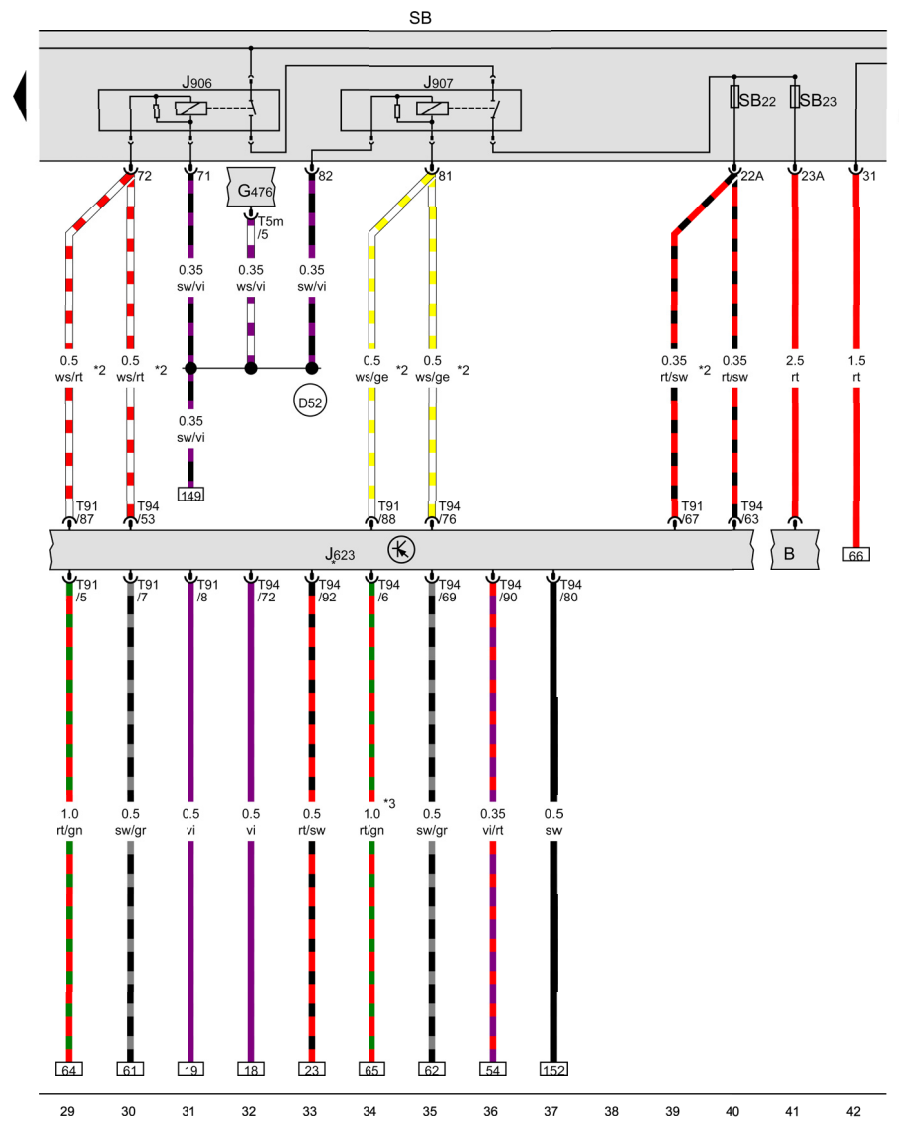 SB
J906
J907
SB22
SB23
72
71
82
81
22A
23A
31
G476
T5m
/5
0.35
sw/vi
0.35
ws/vi
0.35
sw/vi
0.5
ws/rt
*2
0.5
ws/rt
*2
0.5
ws/ge
*2
0.5
ws/ge
*2
0.35
rt/sw
*2
0.35
rt/sw
2.5
rt
1.5
rt
D52
0.35
sw/vi
149
T91
/87
T94
/53
T91
/88
T94
/76
T91
/67
T94
/63
J623
*
B
66
T91
/5
T91
/7
T91
/8
T94
/72
T94
/92
T94
/6
T94
/69
T94
/90
T94
/80
*3
1.0
rt/gn
0.5
sw/gr
0.5
vi
0.5
vi
0.5
rt/sw
1.0
rt/gn
0.5
sw/gr
0.35
vi/rt
0.5
sw
64 61 19 18 23 65 62 54 152
29 30 31 32 33 34 35 36 37 38 39 40 41 42